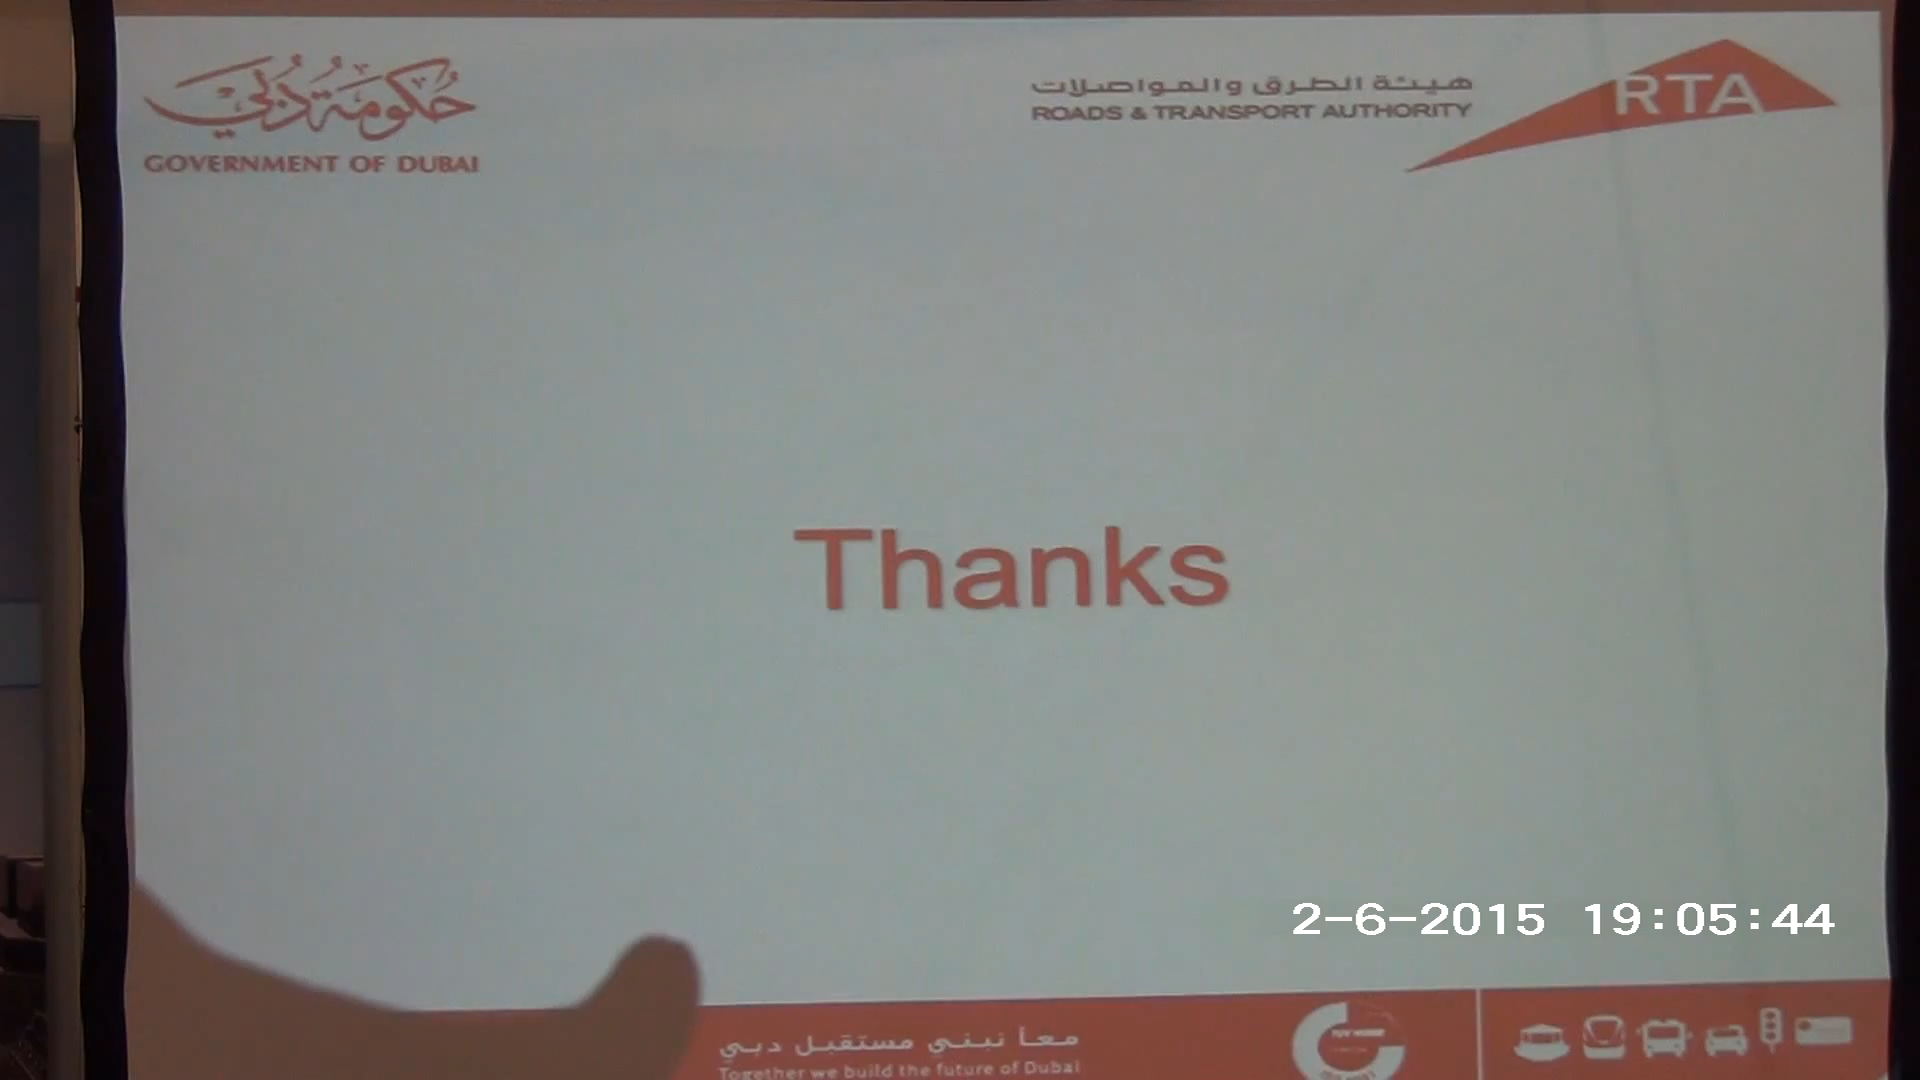 حكومة دبي
GOVERNMENT OF DUBAI
هيئة الطرق والمواصلات
ROADS & TRANSPORT AUTHORITY
RTA
Thanks
2-6-2015 19:05:44
معاً نبني مستقبل دبي
Together we build the future of Dubai